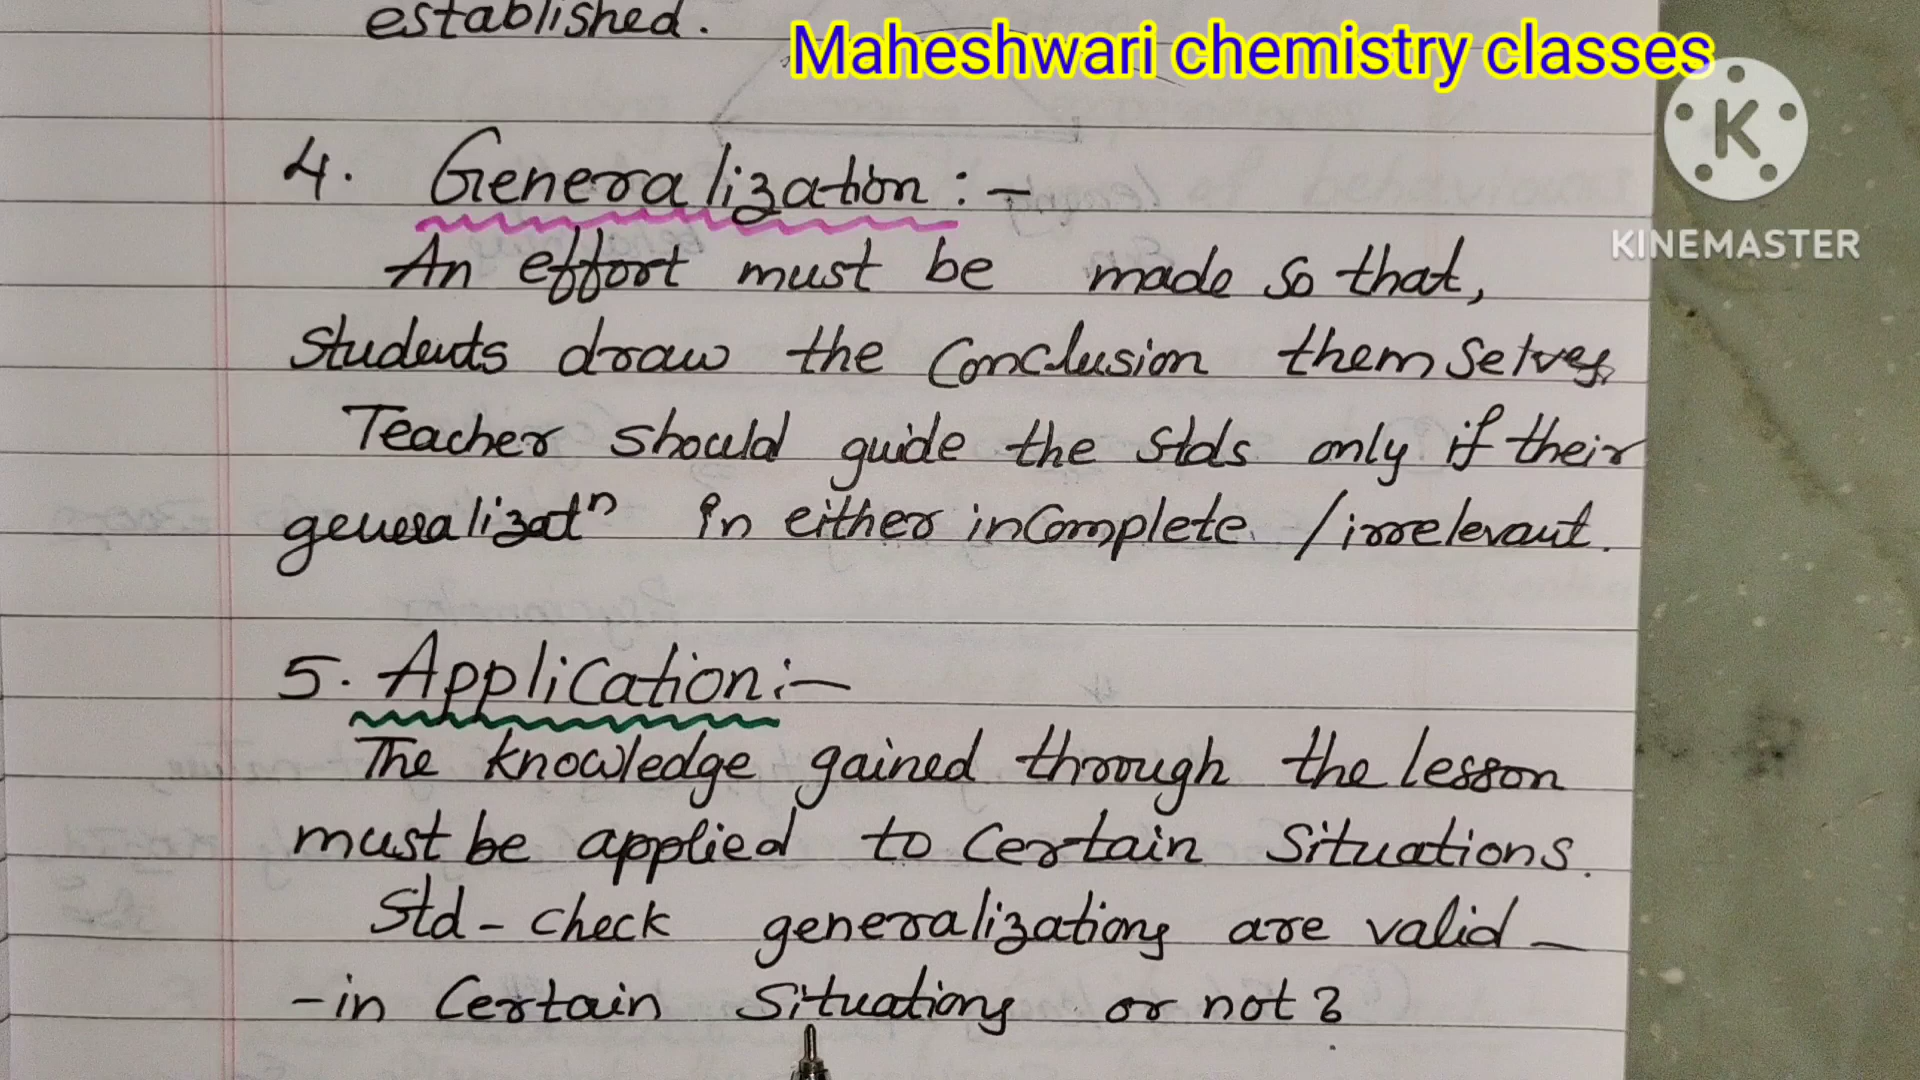 established.
Maheshwari chemistry classes
K
KINEMASTER
4. Generalization :-
An effort must be made so that,
students draw the conclusion themselves.
Teacher should guide the stds only if their
generalizatⁿ in either incomplete /irrelevant.
5. Application :-
The knowledge gained through the lesson
must be applied to certain situations.
Std - check generalizations are valid -
- in certain situations or not?